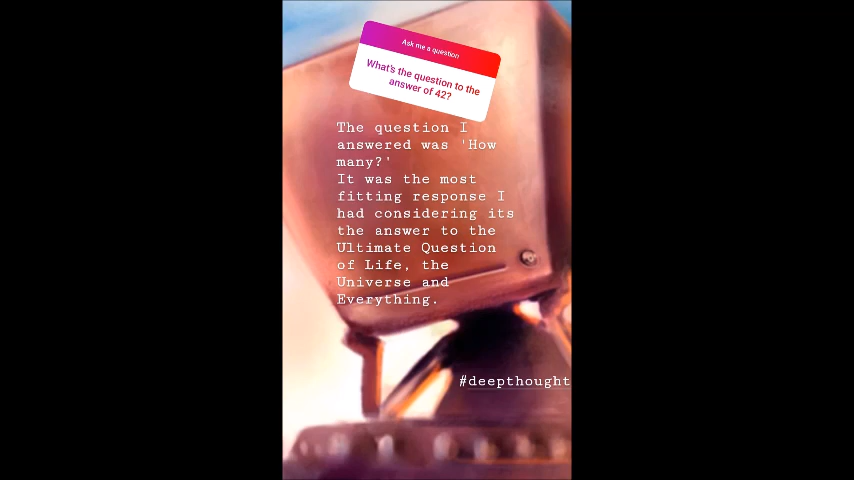 Ask me a question
What's the question to the
answer of 42?
The question I
answered was 'How
many?'
It was the most
fitting response I
had considering its
the answer to the
Ultimate Question
of Life, the
Universe and
Everything.
#deepthought